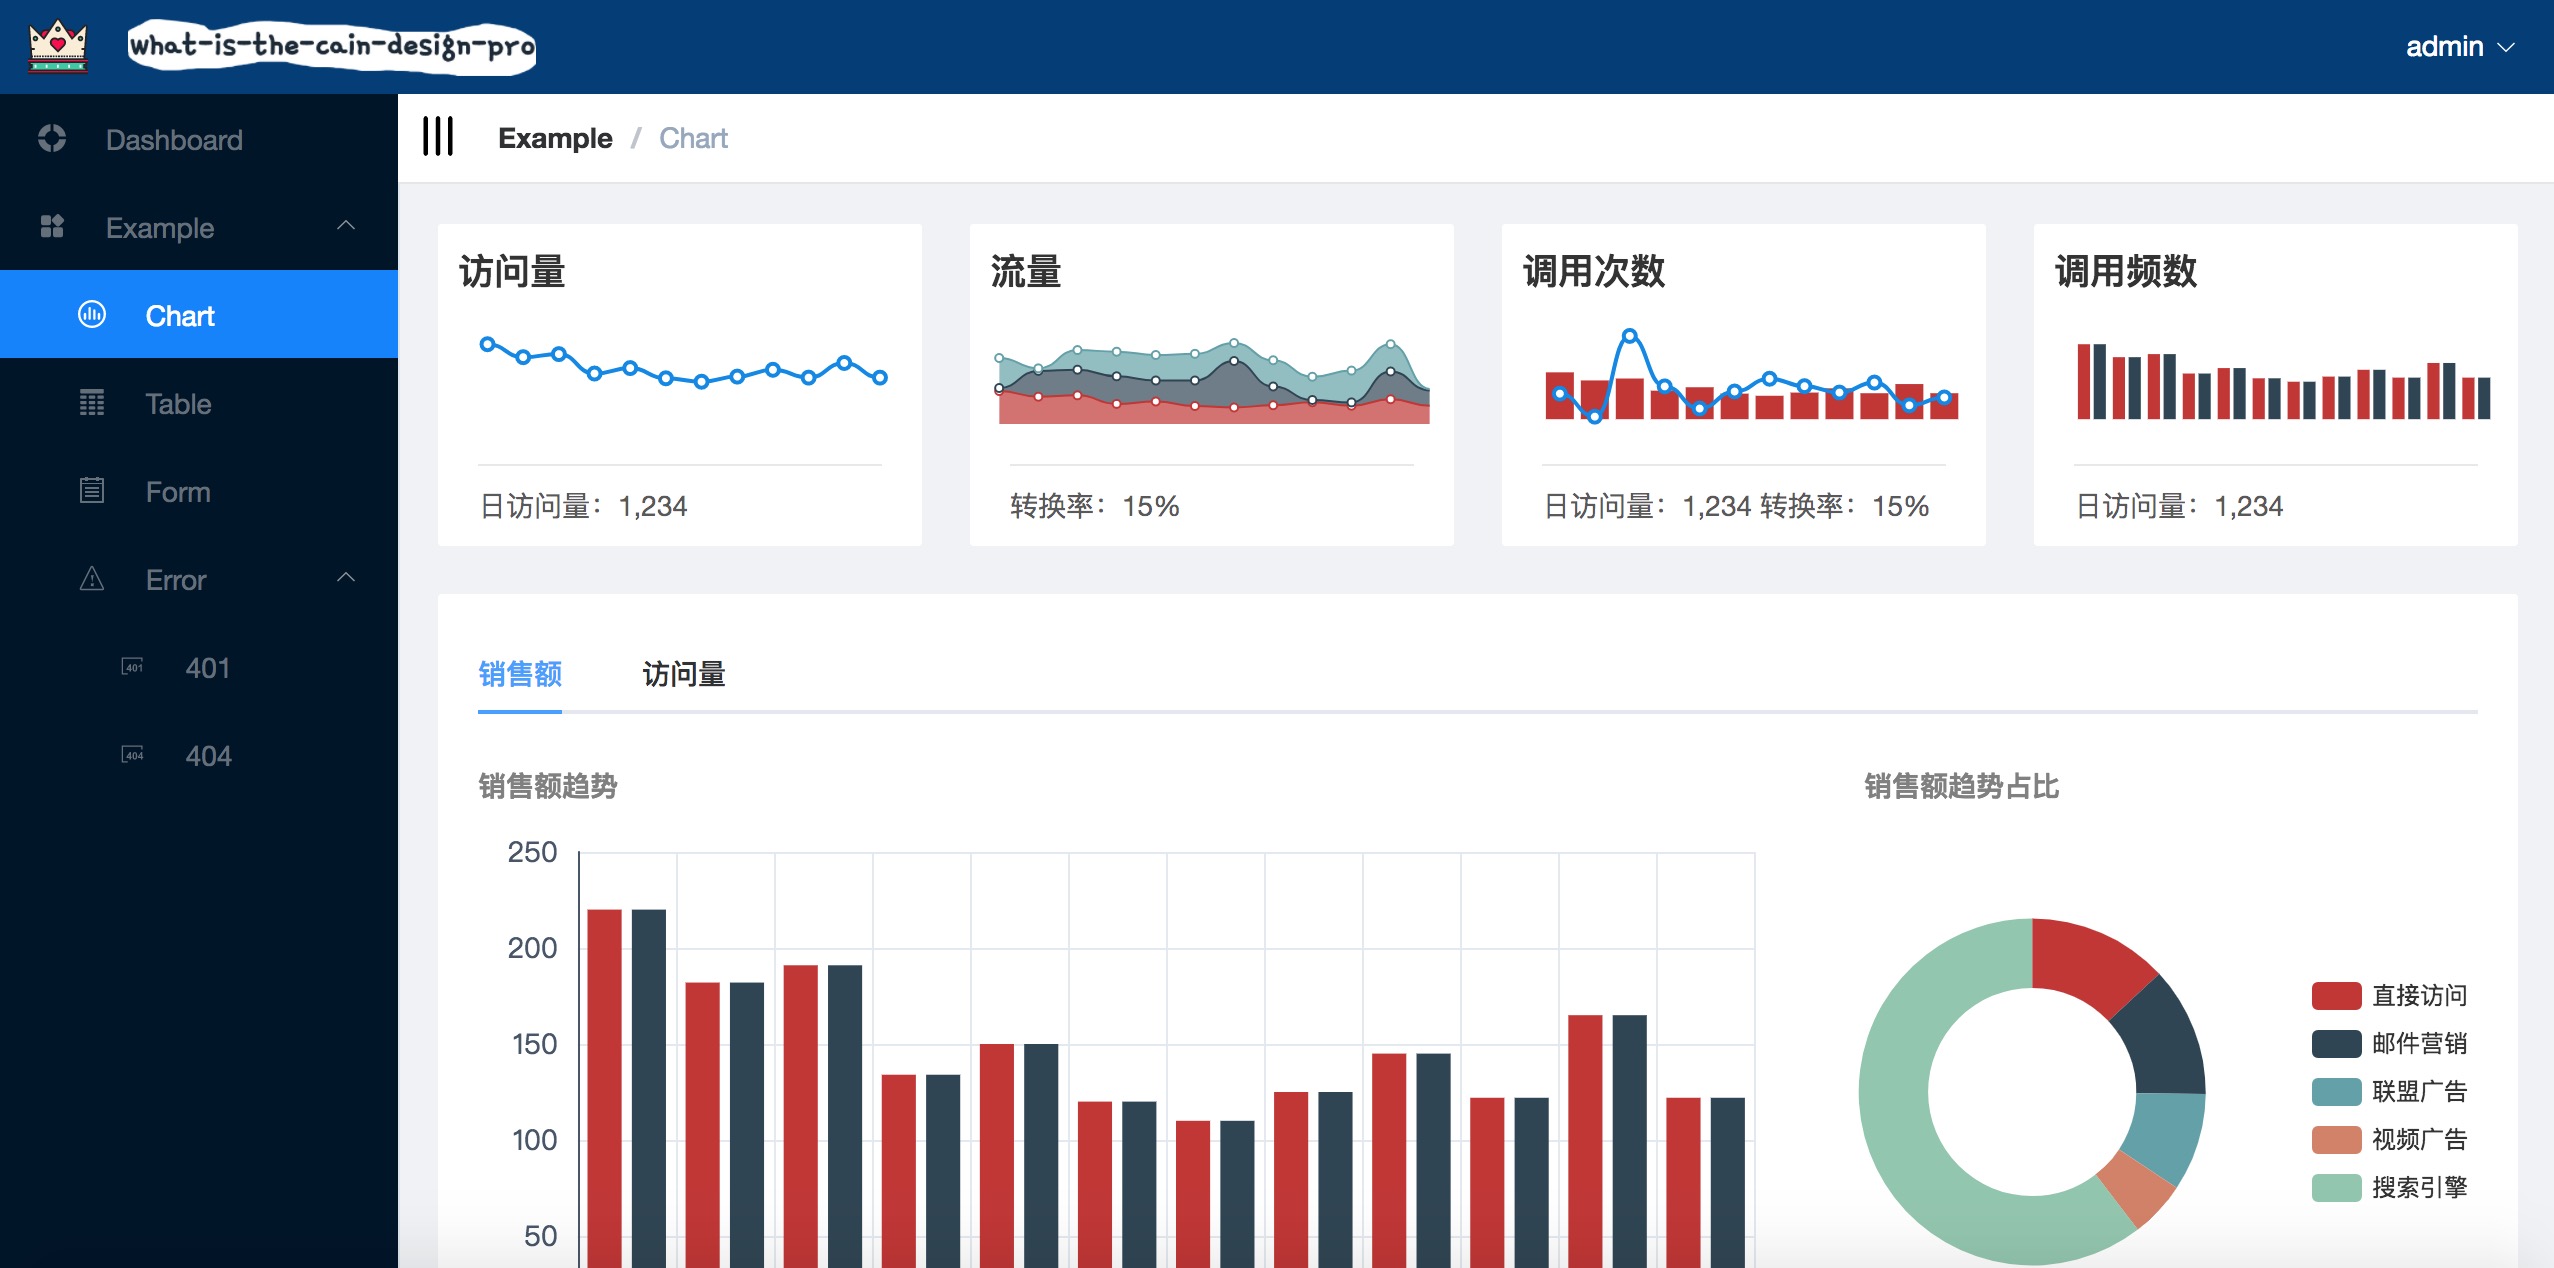 what-is-the-cain-design-pro
admin
Dashboard
Example
Chart
Table
Form
Error
401
401
404
404
Example / Chart
访问量
日访问量：1,234
流量
转换率：15%
调用次数
日访问量：1,234 转换率：15%
调用频数
日访问量：1,234
销售额 访问量
销售额趋势
250
200
150
100
50
销售额趋势占比
直接访问
邮件营销
联盟广告
视频广告
搜索引擎